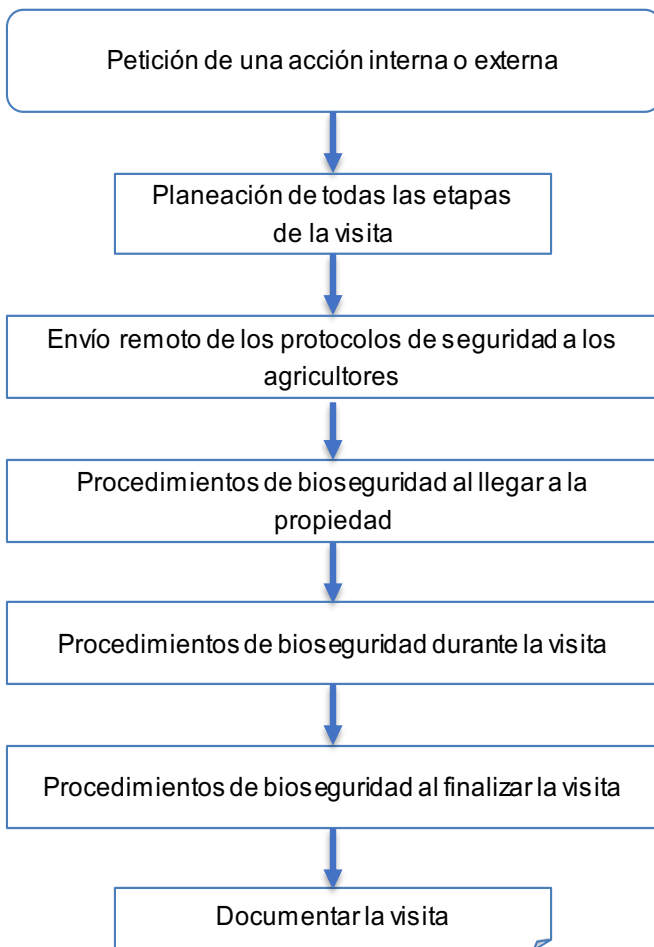 Petición de una acción interna o externa
Planeación de todas las etapas
de la visita
Envío remoto de los protocolos de seguridad a los
agricultores
Procedimientos de bioseguridad al llegar a la
propiedad
Procedimientos de bioseguridad durante la visita
Procedimientos de bioseguridad al finalizar la visita
Documentar la visita